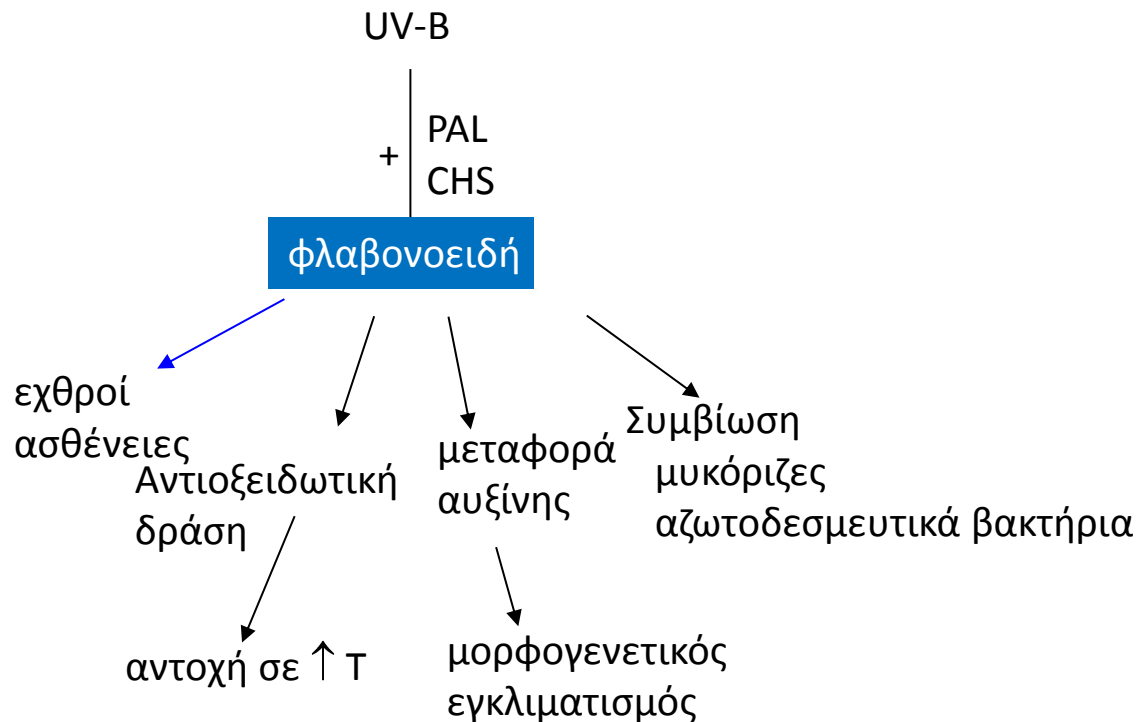 UV-B
+
PAL
CHS
φλαβονοειδή
εχθροί
ασθένειες
Αντιοξειδωτική
δράση
μεταφορά
αυξίνης
Συμβίωση
μυκόριζες
αζωτοδεσμευτικά βακτήρια
αντοχή σε ↑ T
μορφογενετικός
εγκλιματισμός